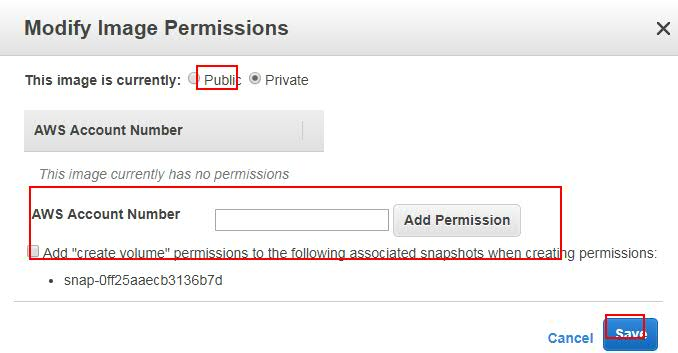 Modify Image Permissions
This image is currently: Public Private
AWS Account Number
This image currently has no permissions
AWS Account Number Add Permission
Add "create volume" permissions to the following associated snapshots when creating permissions:
snap-0ff25aaecb3136b7d
Cancel Save